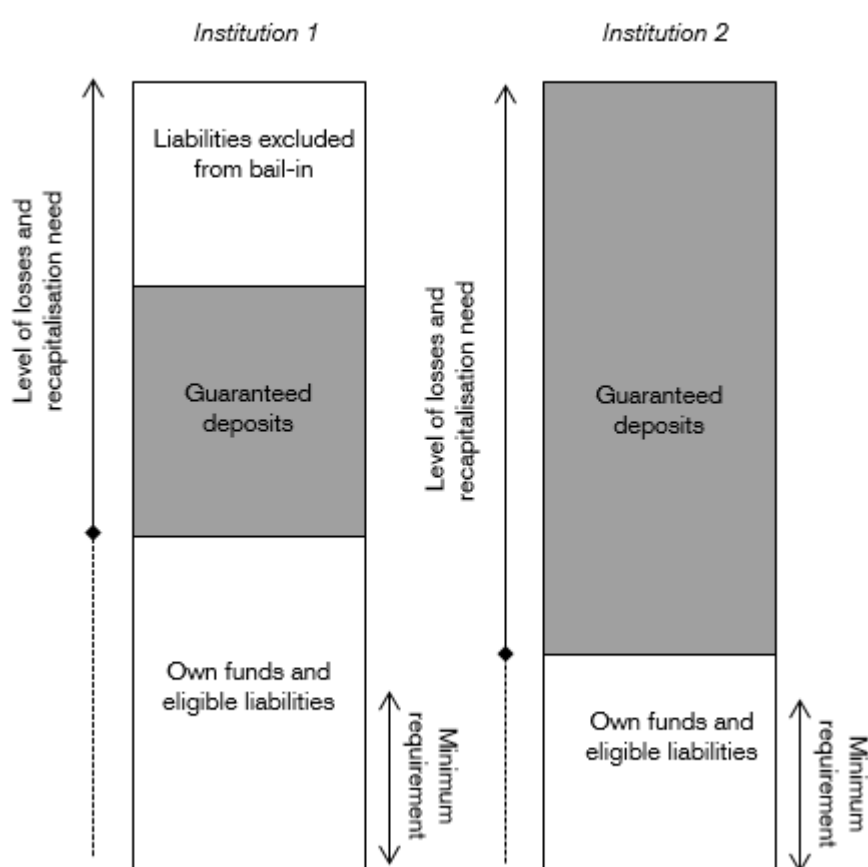 Institution 1
Institution 2
Liabilities excluded
from bail-in
Level of losses and
recapitalisation need
Guaranteed
deposits
Own funds and
eligible liabilities
Minimum
requirement
Level of losses and
recapitalisation need
Guaranteed
deposits
Own funds and
eligible liabilities
Minimum
requirement